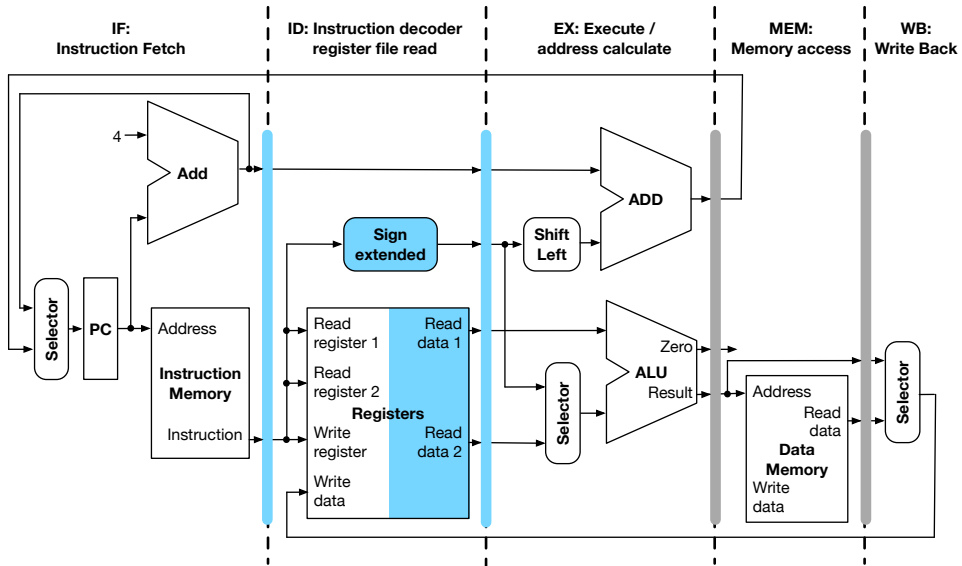 IF:
Instruction Fetch
ID: Instruction decoder
register file read
EX: Execute /
address calculate
MEM:
Memory access
WB:
Write Back
4
Add
ADD
Sign
extended
Shift
Left
Selector
PC
Address
Instruction
Memory
Instruction
Read
register 1
Read
register 2
Registers
Write
register
Write
data
Read
data 1
Read
data 2
Selector
Zero
ALU
Result
Address
Read
data
Data
Memory
Write
data
Selector